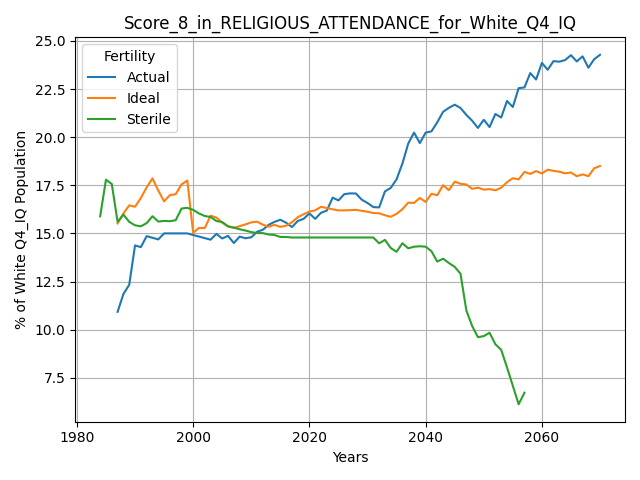 Score_8_in_RELIGIOUS_ATTENDANCE_for_White_Q4_IQ
% of White Q4_IQ Population
25.0
22.5
20.0
17.5
15.0
12.5
10.0
7.5
Fertility
Actual
Ideal
Sterile
1980
2000
2020
2040
2060
Years